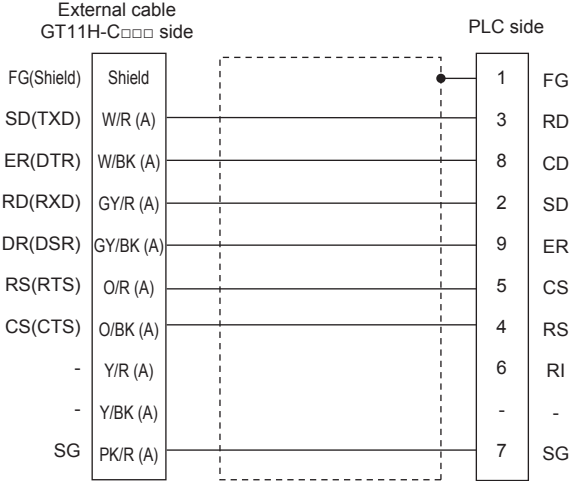 External cable
GT11H-C□□□ side PLC side
FG(Shield) Shield 1 FG
SD(TXD) W/R (A) 3 RD
ER(DTR) W/BK (A) 8 CD
RD(RXD) GY/R (A) 2 SD
DR(DSR) GY/BK (A) 9 ER
RS(RTS) O/R (A) 5 CS
CS(CTS) O/BK (A) 4 RS
- Y/R (A) 6 RI
- Y/BK (A) - -
SG PK/R (A) 7 SG